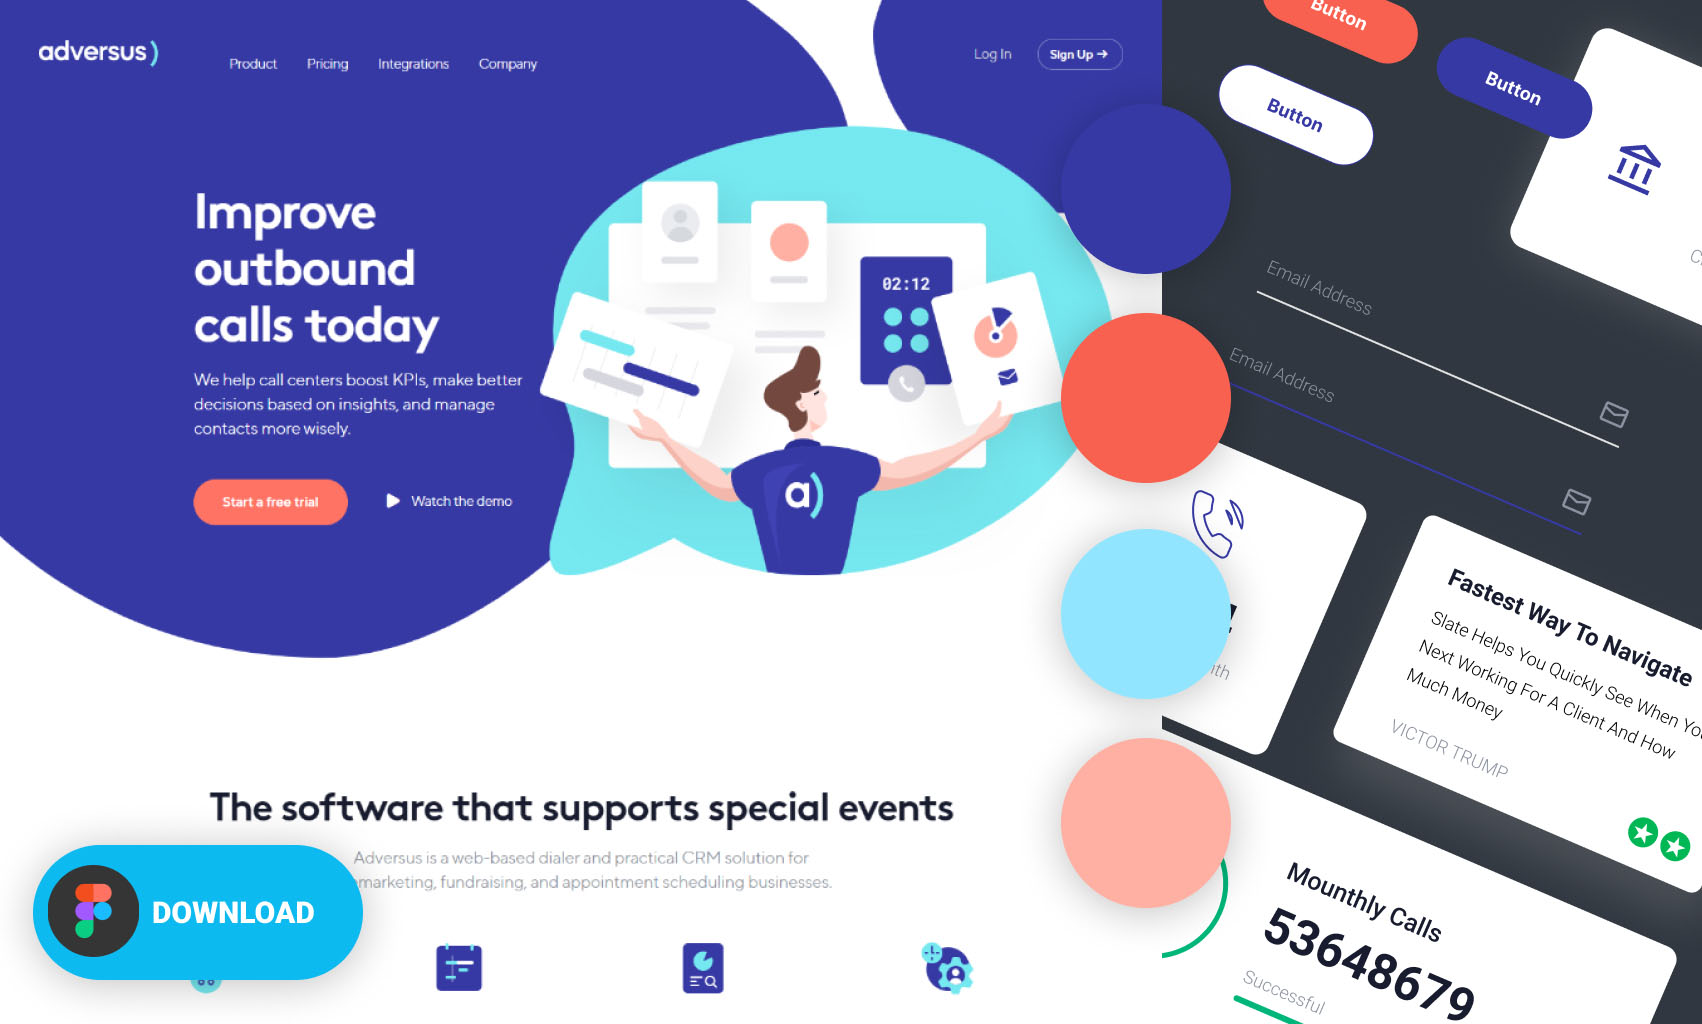 adversus
Product
Pricing
Integrations
Company
Log In
Sign Up →
Improve
outbound
calls today
We help call centers boost KPIs, make better
decisions based on insights, and manage
contacts more wisely.
Start a free trial
Watch the demo
02:12
a)
The software that supports special events
Adversus is a web-based dialer and practical CRM solution for
marketing, fundraising, and appointment scheduling businesses.
DOWNLOAD
Button
Button
Button
Email Address
Email Address
Fastest Way To Navigate
Slate Helps You Quickly See When You
Next Working For A Client And How
Much Money
VICTOR TRUMP
Mounthly Calls
53648679
Successful